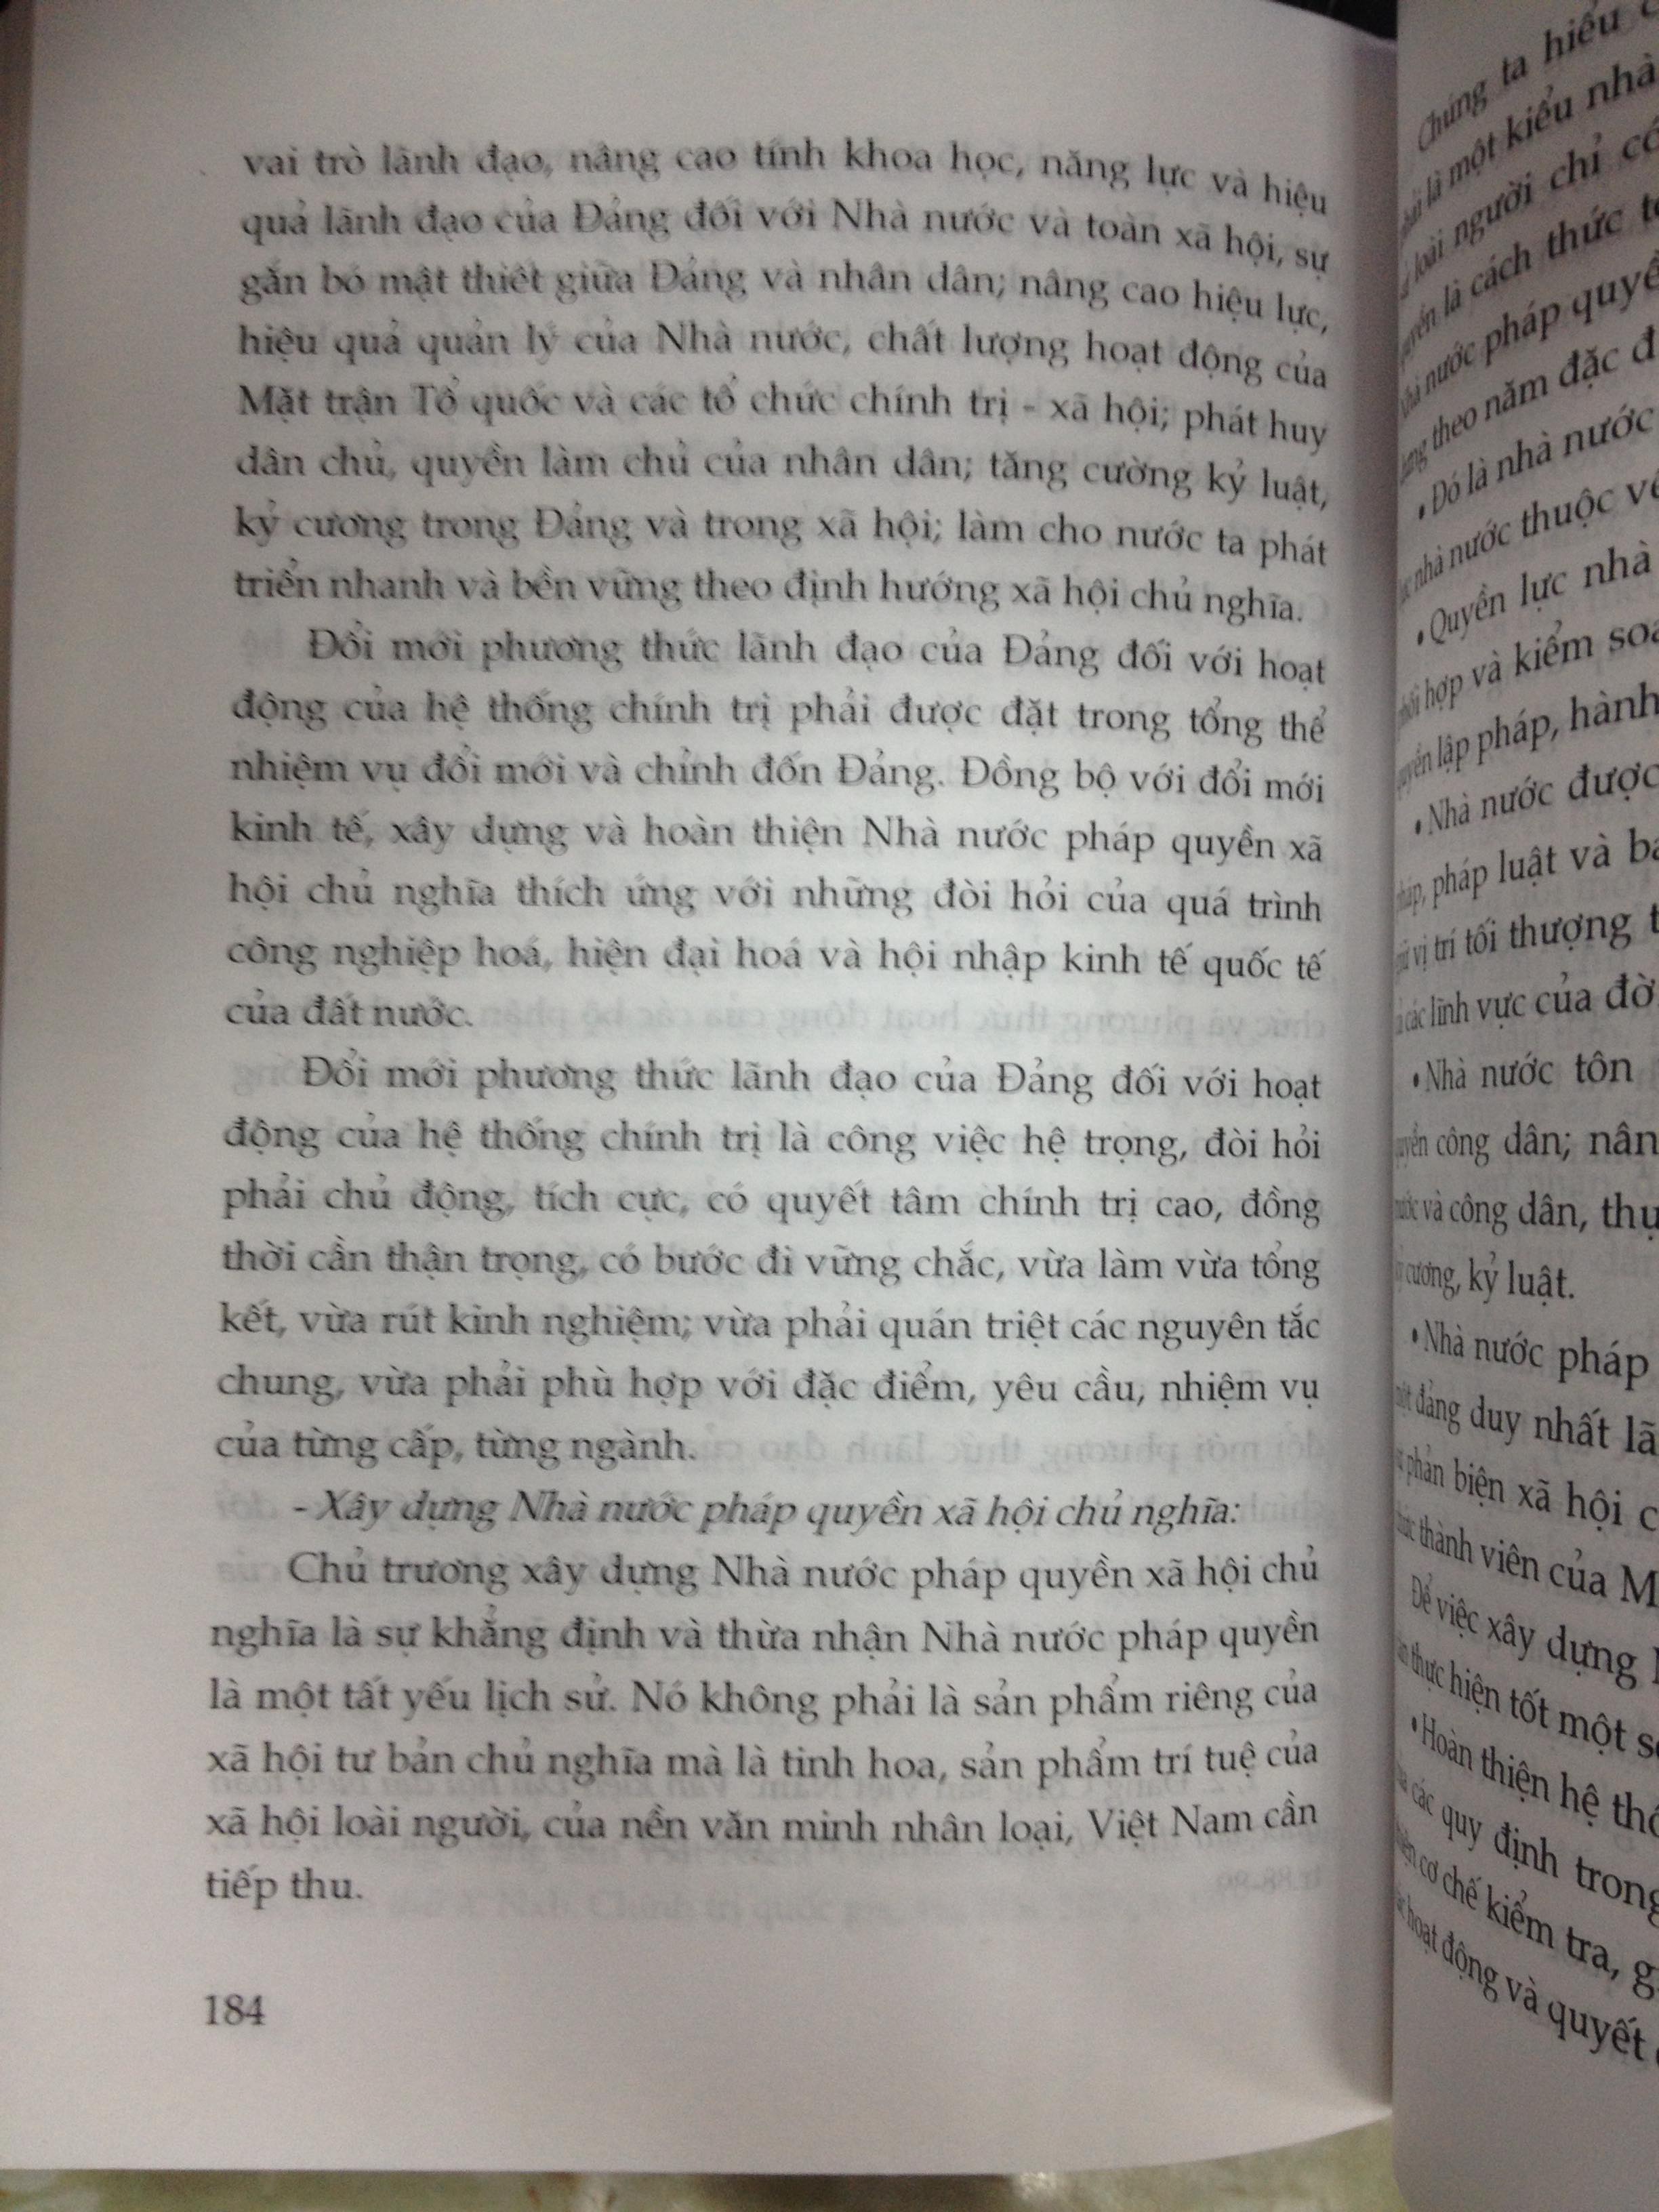 vai trò lãnh đạo, nâng cao tính khoa học, năng lực và hiệu
quả lãnh đạo của Đảng đối với Nhà nước và toàn xã hội, sự
gắn bó mật thiết giữa Đảng và nhân dân; nâng cao hiệu lực,
hiệu quả quản lý của Nhà nước, chất lượng hoạt động của
Mặt trận Tổ quốc và các tổ chức chính trị - xã hội; phát huy
dân chủ, quyền làm chủ của nhân dân; tăng cường kỷ luật,
kỷ cương trong Đảng và trong xã hội; làm cho nước ta phát
triển nhanh và bền vững theo định hướng xã hội chủ nghĩa.
Đổi mới phương thức lãnh đạo của Đảng đối với hoạt
động của hệ thống chính trị phải được đặt trong tổng thể
nhiệm vụ đổi mới và chỉnh đốn Đảng. Đồng bộ với đổi mới
kinh tế, xây dựng và hoàn thiện Nhà nước pháp quyền xã
hội chủ nghĩa thích ứng với những đòi hỏi của quá trình
công nghiệp hoá, hiện đại hoá và hội nhập kinh tế quốc tế
của đất nước.
Đổi mới phương thức lãnh đạo của Đảng đối với hoạt
động của hệ thống chính trị là công việc hệ trọng, đòi hỏi
phải chủ động, tích cực, có quyết tâm chính trị cao, đồng
thời cần thận trọng, có bước đi vững chắc, vừa làm vừa tổng
kết, vừa rút kinh nghiệm; vừa phải quán triệt các nguyên tắc
chung, vừa phải phù hợp với đặc điểm, yêu cầu, nhiệm vụ
của từng cấp, từng ngành.
- Xây dựng Nhà nước pháp quyền xã hội chủ nghĩa:
Chủ trương xây dựng Nhà nước pháp quyền xã hội chủ
nghĩa là sự khẳng định và thừa nhận Nhà nước pháp quyền
là một tất yếu lịch sử. Nó không phải là sản phẩm riêng của
xã hội tư bản chủ nghĩa mà là tinh hoa, sản phẩm trí tuệ của
xã hội loài người, của nền văn minh nhân loại, Việt Nam cần
tiếp thu.
184
Chúng ta hiểu
là một kiểu nhà
loài người chỉ
là cách thức
nước pháp
theo năm đặc
• Đó là nhà nước
nhà nước thuộc
• Quyền lực nhà
hợp và kiểm
lập pháp, hành
• Nhà nước được
pháp luật và
vị trí tối thượng
các lĩnh vực của
• Nhà nước tôn
công dân;
và công dân,
cương, kỷ luật.
• Nhà nước pháp
đảng duy nhất
phản biện xã hội
thành viên của
Để việc xây dựng
thực hiện tốt một
• Hoàn thiện hệ
các quy định trong
cơ chế kiểm tra,
hoạt động và quyết